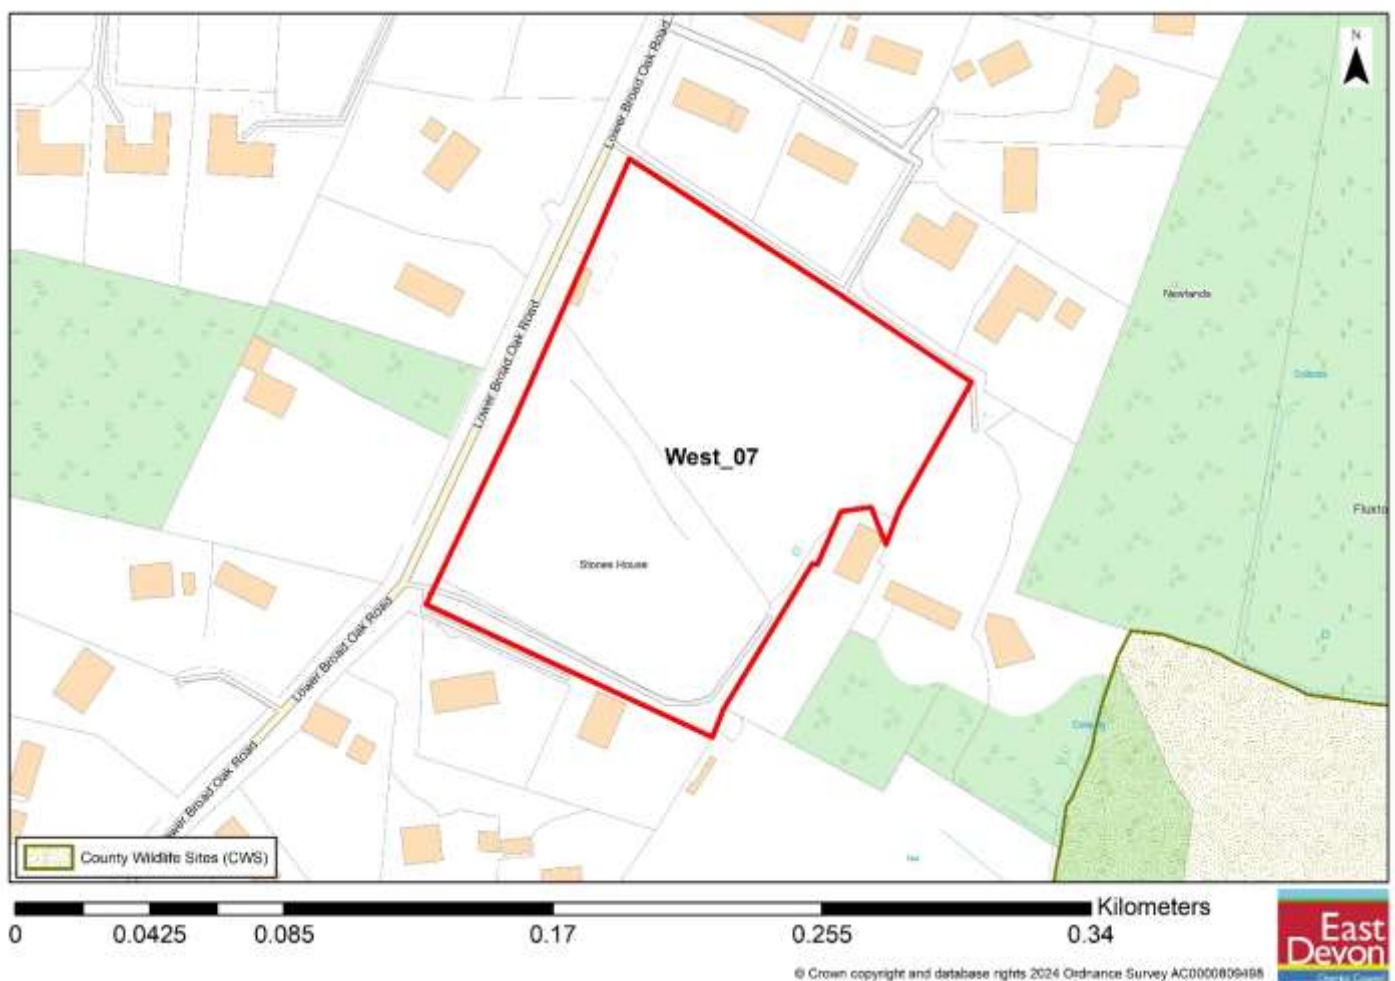 N
Lower Broad Oak Road
Newlands
Lower Broad Oak Road
West_07
Stones House
Lower Broad Oak Road
Lower Broad Oak Road
County Wildlife Sites (CWS)
Kilometers
0 0.0425 0.085 0.17 0.255 0.34
East
Devon
© Crown copyright and database rights 2024 Ordnance Survey AC0000809498